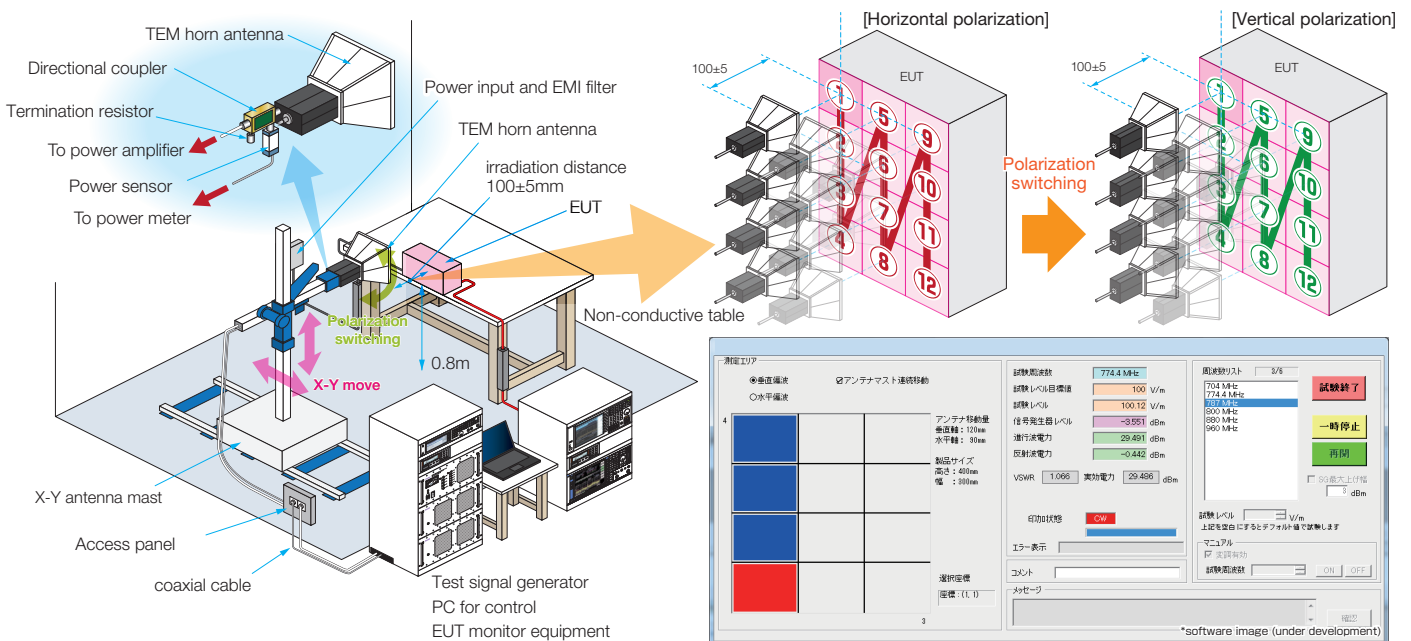 TEM horn antenna
Directional coupler
Termination resistor
To power amplifier
Power sensor
To power meter
Power input and EMI filter
TEM horn antenna
irradiation distance
100±5mm
EUT
Non-conductive table
Polarization
switching
0.8m
X-Y move
X-Y antenna mast
Access panel
coaxial cable
Test signal generator
PC for control
EUT monitor equipment
[Horizontal polarization]
100±5
EUT
1
2
3
4
5
6
7
8
9
10
11
12
Polarization
switching
[Vertical polarization]
100±5
EUT
1
2
3
4
5
6
7
8
9
10
11
12
測定エリア
垂直偏波
アンテナマスト連続移動
水平偏波
4
3
アンテナ移動量
垂直軸：120mm
水平軸： 90mm
製品サイズ
高さ：400mm
幅 ：300mm
選択座標
座標：(1, 1)
試験周波数 774.4 MHz
試験レベル目標値 100 V/m
試験レベル 100.12 V/m
信号発生器レベル -3.551 dBm
進行波電力 29.491 dBm
反射波電力 -0.442 dBm
VSWR 1.066 実効電力 29.486 dBm
印加状態 CW
エラー表示
コメント
メッセージ
確認
周波数リスト 3/6
704 MHz
774.4 MHz
787 MHz
800 MHz
880 MHz
960 MHz
試験終了
一時停止
再開
SG最大上げ幅
dBm
試験レベル V/m
上記を空白にするとデフォルト値で試験します
マニュアル
変調有効
試験周波数 ON OFF
*software image (under development)